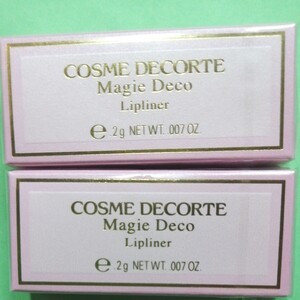 COSME DECORTE
Magie Deco
Lipliner
℮ .2g NET WT. .007 OZ.
COSME DECORTE
Magie Deco
Lipliner
℮ .2g NET WT. .007 OZ.